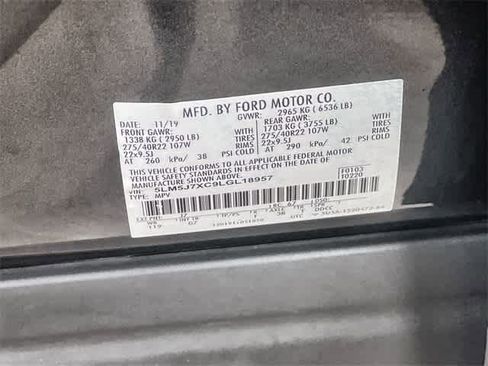 MFD. BY FORD MOTOR CO.
DATE: 11/19 GVWR: 2965 KG ( 6536 LB)
FRONT GAWR: WITH REAR GAWR: WITH
1338 KG ( 2950 LB) TIRES 1703 KG ( 3755 LB) TIRES
275/40R22 107W RIMS 275/40R22 107W RIMS
22x9.5J 22x9.5J
AT 260 kPa/ 38 PSI COLD AT 290 kPa/ 42 PSI COLD
THIS VEHICLE CONFORMS TO ALL APPLICABLE FEDERAL MOTOR
VEHICLE SAFETY STANDARDS IN EFFECT ON THE DATE OF
MANUFACTURE SHOWN ABOVE.
VIN: 5LM5J7XC9LGL18957 F0103
TYPE: MPV F0220
WB
119